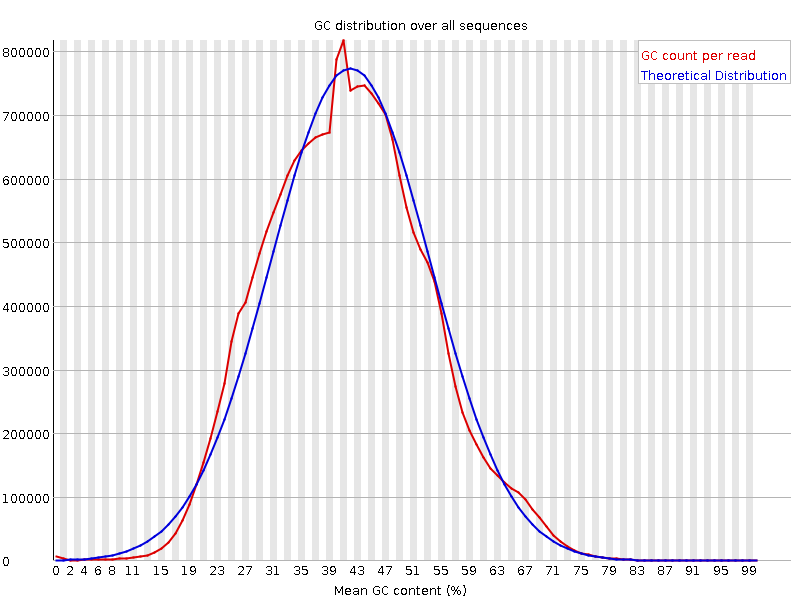 GC distribution over all sequences
GC count per read
Theoretical Distribution
800000
700000
600000
500000
400000
300000
200000
100000
0
0 2 4 6 8 11 15 19 23 27 31 35 39 43 47 51 55 59 63 67 71 75 79 83 87 91 95 99
Mean GC content (%)